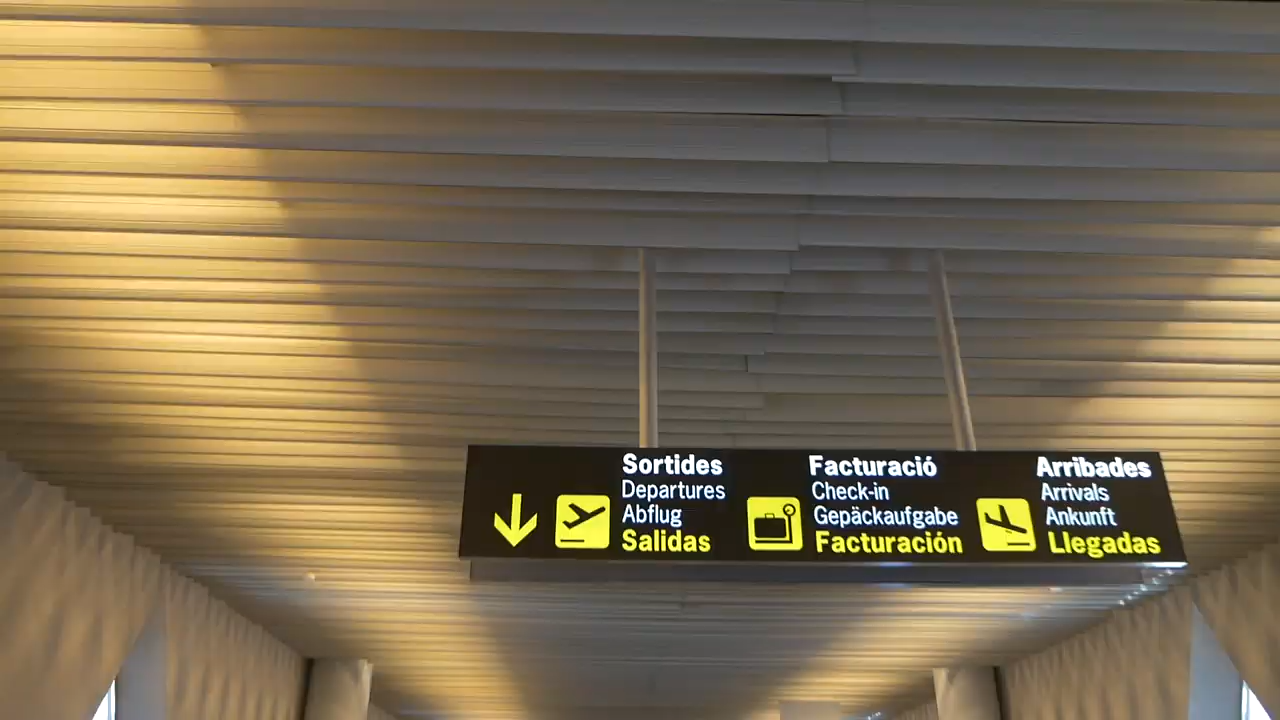 Sortides
Departures
Abflug
Salidas
Facturació
Check-in
Gepäckaufgabe
Facturación
Arribades
Arrivals
Ankunft
Llegadas